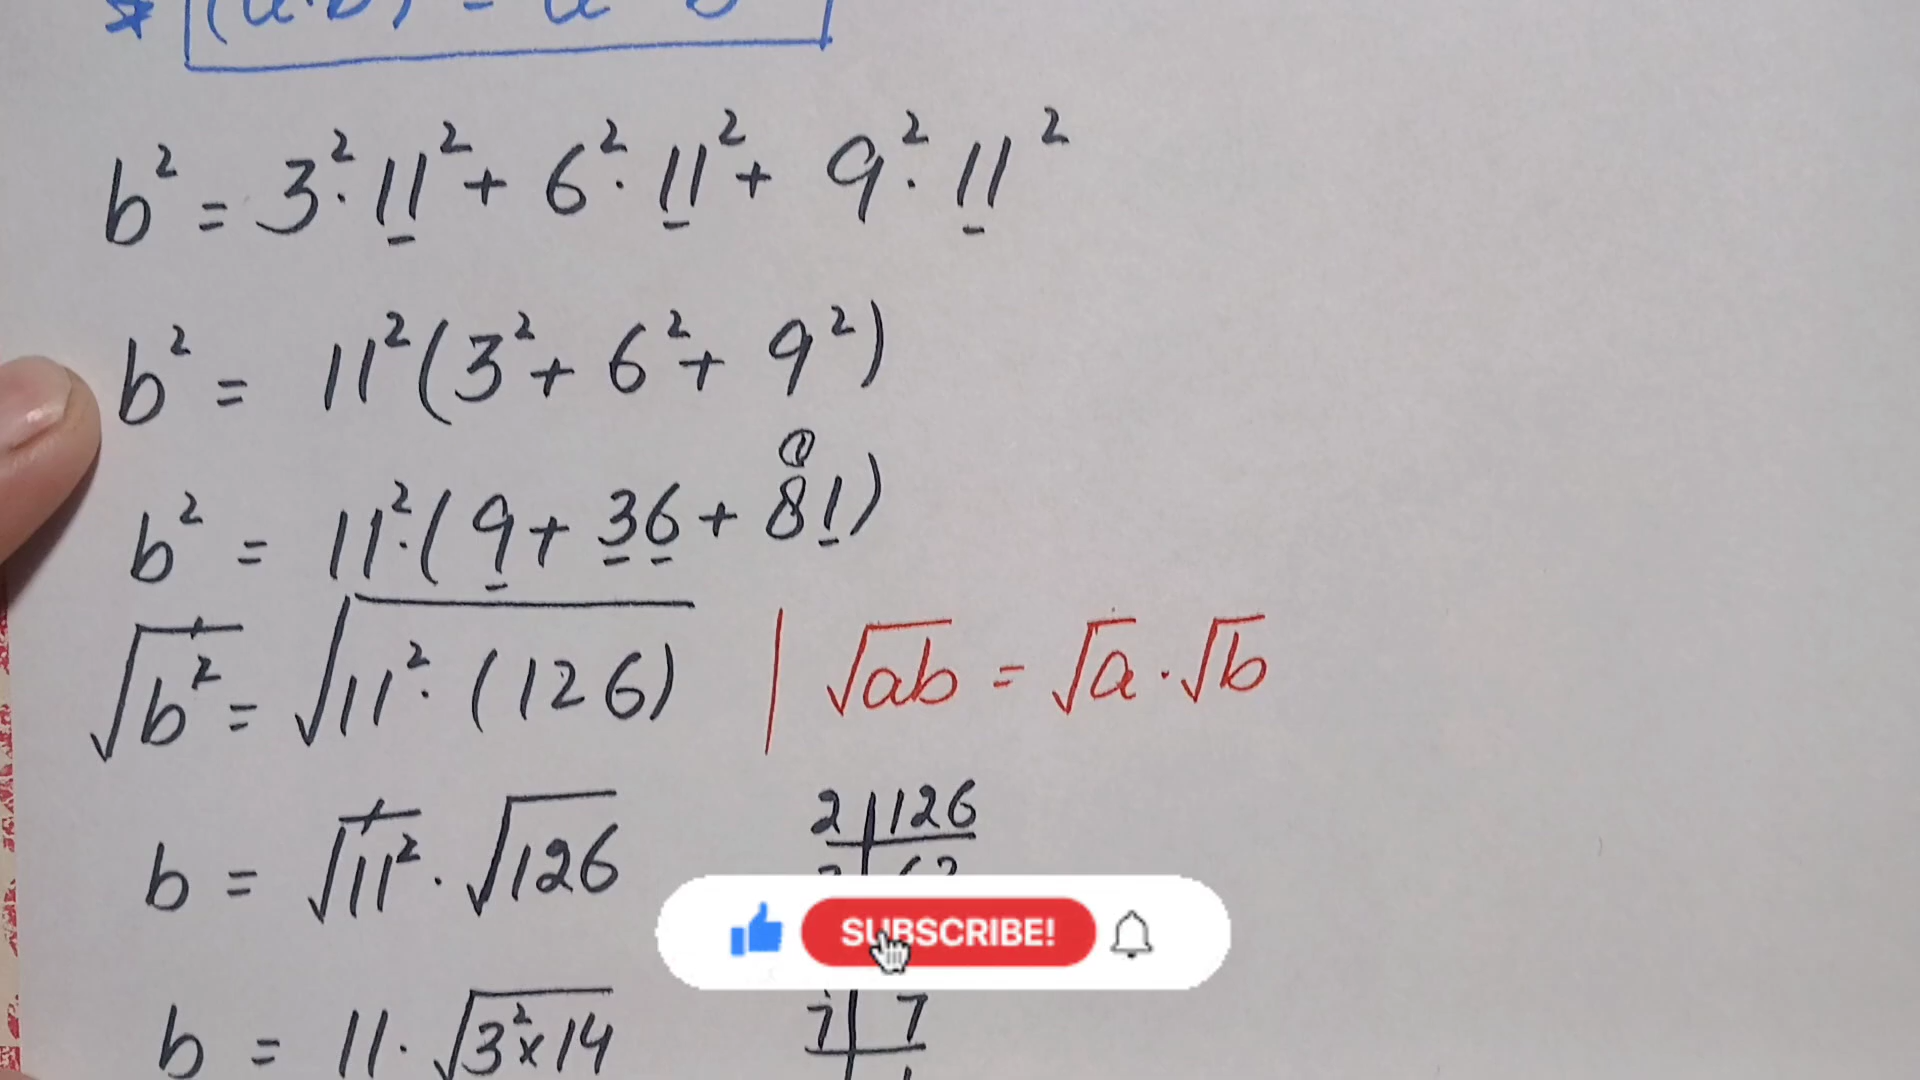 b² = 3²·11² + 6²·11² + 9²·11²
b² = 11²(3² + 6² + 9²)
b² = 11²·(9 + 36 + 81)
√b² = √11²·(126) | √ab = √a·√b
b = √11²·√126
2 | 126
SUBSCRIBE!
7 | 7
b = 11·√3²×14